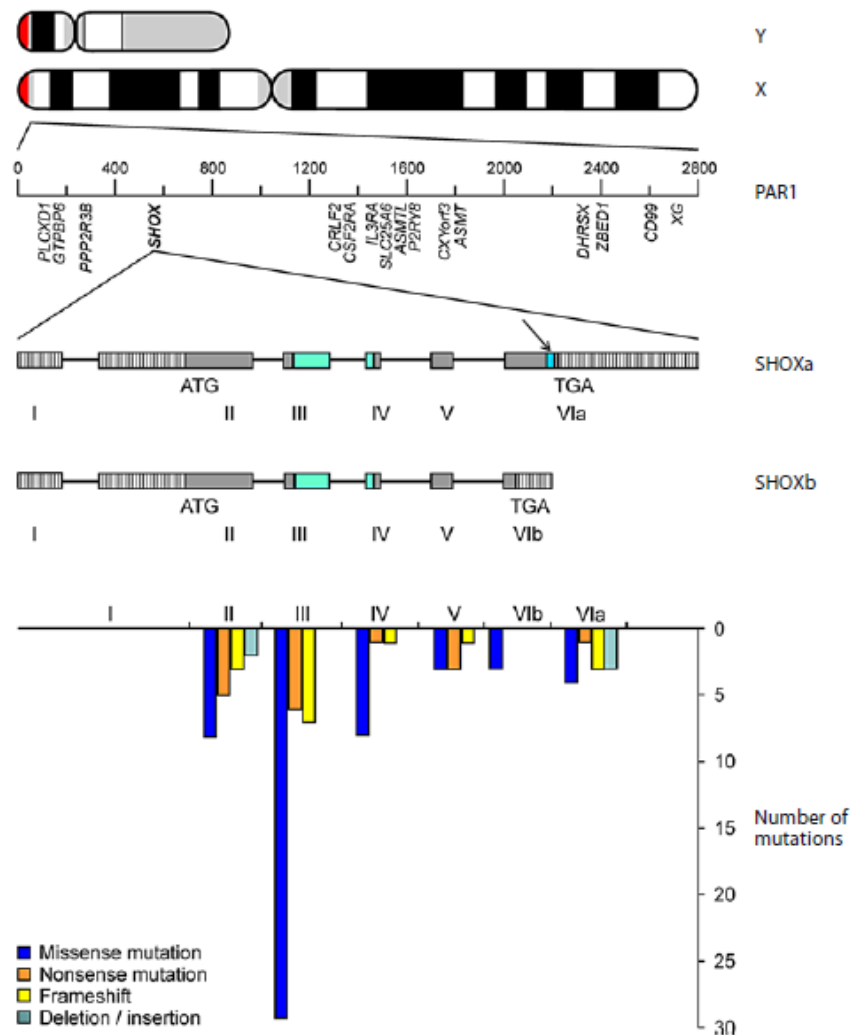 Y
X
0 400 800 1200 1600 2000 2400 2800
PAR1
PLCXD1 GTPBP6 PPP2R3B SHOX CRLF2 CSF2RA IL3RA SLC25A6 ASMTL P2RY8 CXYorf3 ASMT DHRSX ZBED1 CD99 XG
SHOXa
ATG TGA
I II III IV V VIa
SHOXb
ATG TGA
I II III IV V VIb
I II III IV V VIb VIa
0
5
10
15
20
25
30
Number of
mutations
Missense mutation
Nonsense mutation
Frameshift
Deletion / insertion